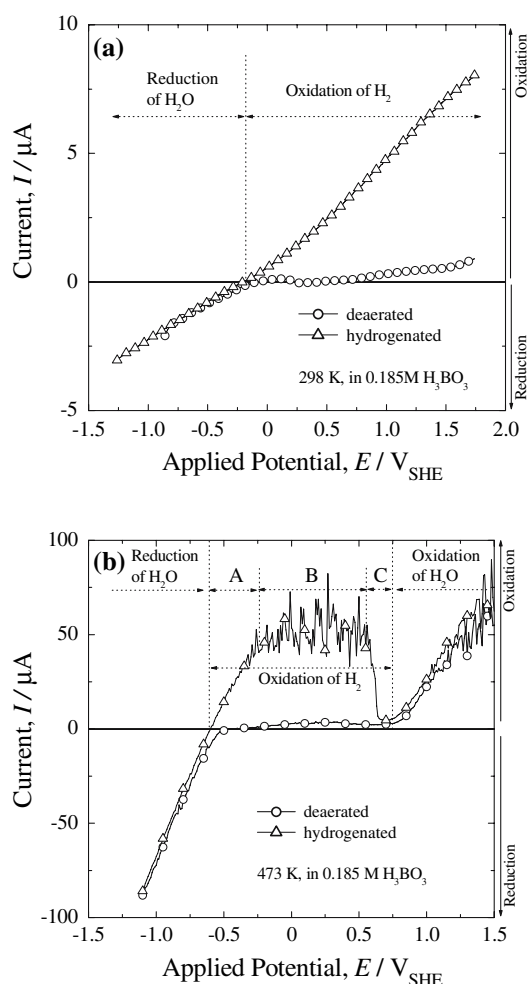 (a)
10
5
0
-5
Current, I / μA
Reduction
of H2O
Oxidation of H2
deaerated
hydrogenated
298 K, in 0.185M H3BO3
Oxidation
Reduction
-1.5 -1.0 -0.5 0 0.5 1.0 1.5 2.0
Applied Potential, E / VSHE
(b)
100
50
0
-50
-100
Current, I / μA
Reduction
of H2O
A B C
Oxidation
of H2O
Oxidation of H2
deaerated
hydrogenated
473 K, in 0.185 M H3BO3
Oxidation
Reduction
-1.5 -1.0 -0.5 0 0.5 1.0 1.5
Applied Potential, E / VSHE